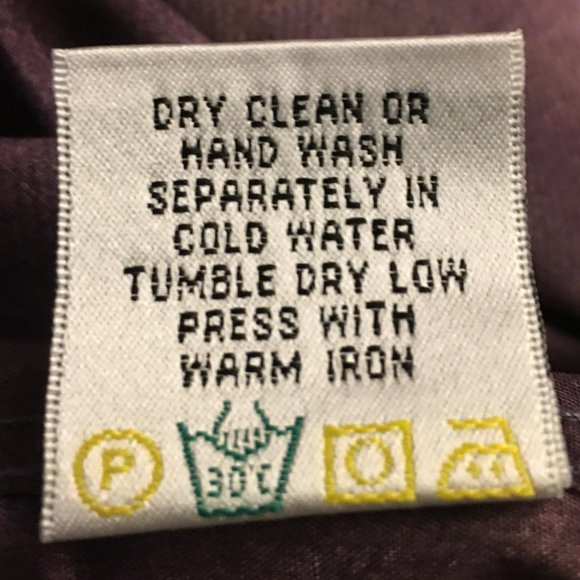 DRY CLEAN OR
HAND WASH
SEPARATELY IN
COLD WATER
TUMBLE DRY LOW
PRESS WITH
WARM IRON
P 30°C